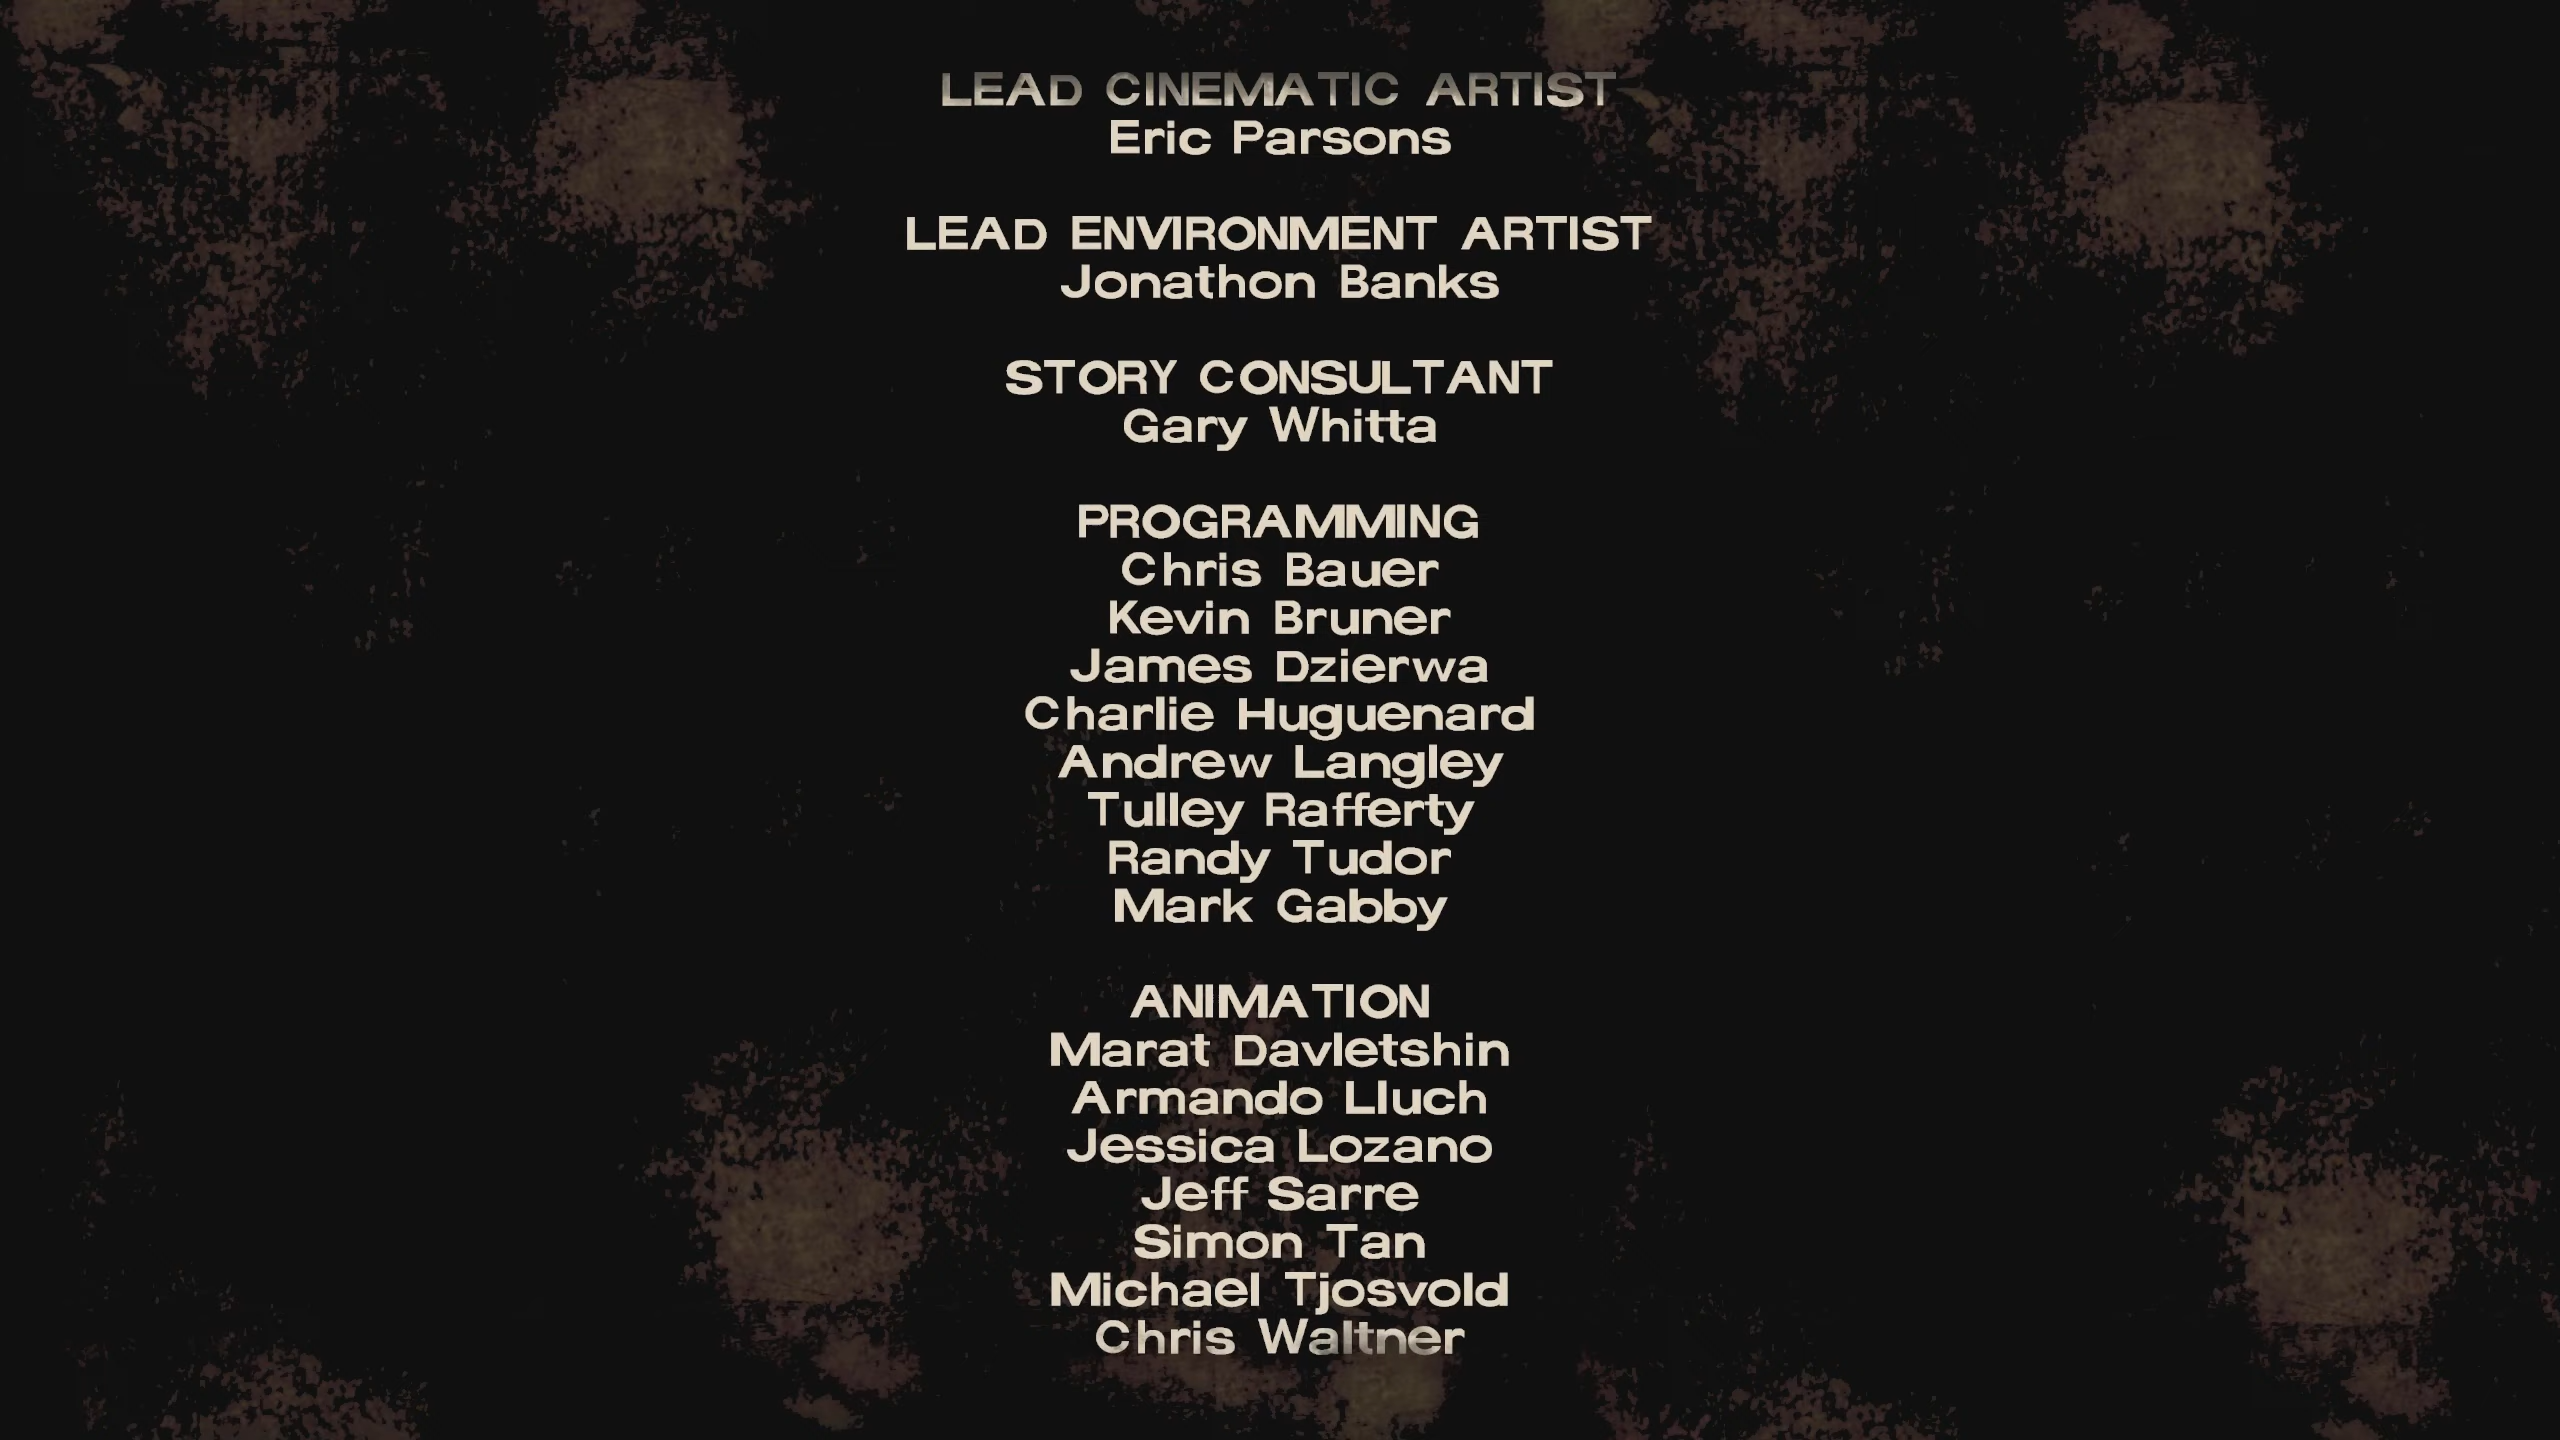 LEAD CINEMATIC ARTIST
Eric Parsons
LEAD ENVIRONMENT ARTIST
Jonathon Banks
STORY CONSULTANT
Gary Whitta
PROGRAMMING
Chris Bauer
Kevin Bruner
James Dzierwa
Charlie Huguenard
Andrew Langley
Tulley Rafferty
Randy Tudor
Mark Gabby
ANIMATION
Marat Davletshin
Armando Lluch
Jessica Lozano
Jeff Sarre
Simon Tan
Michael Tjosvold
Chris Waltner